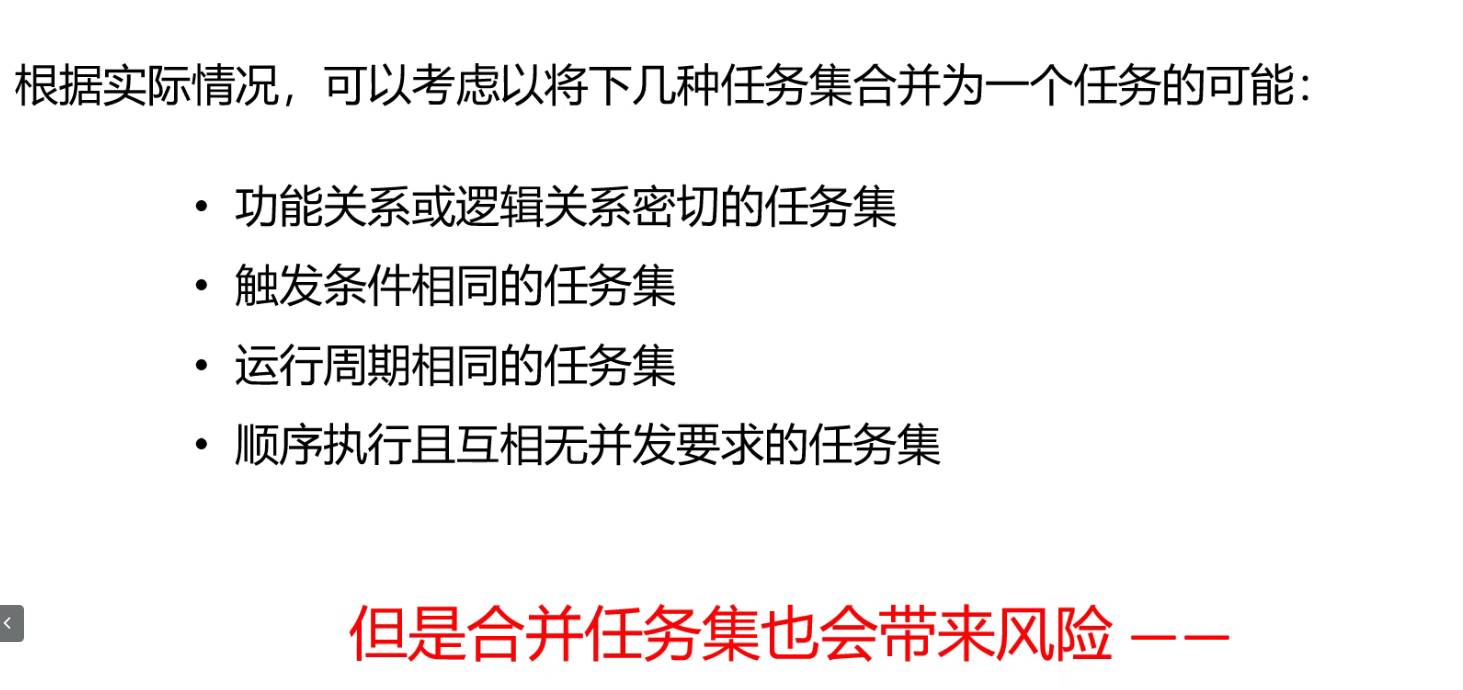 根据实际情况，可以考虑以将下几种任务集合并为一个任务的可能：
• 功能关系或逻辑关系密切的任务集
• 触发条件相同的任务集
• 运行周期相同的任务集
• 顺序执行且互相无并发要求的任务集
但是合并任务集也会带来风险 — —